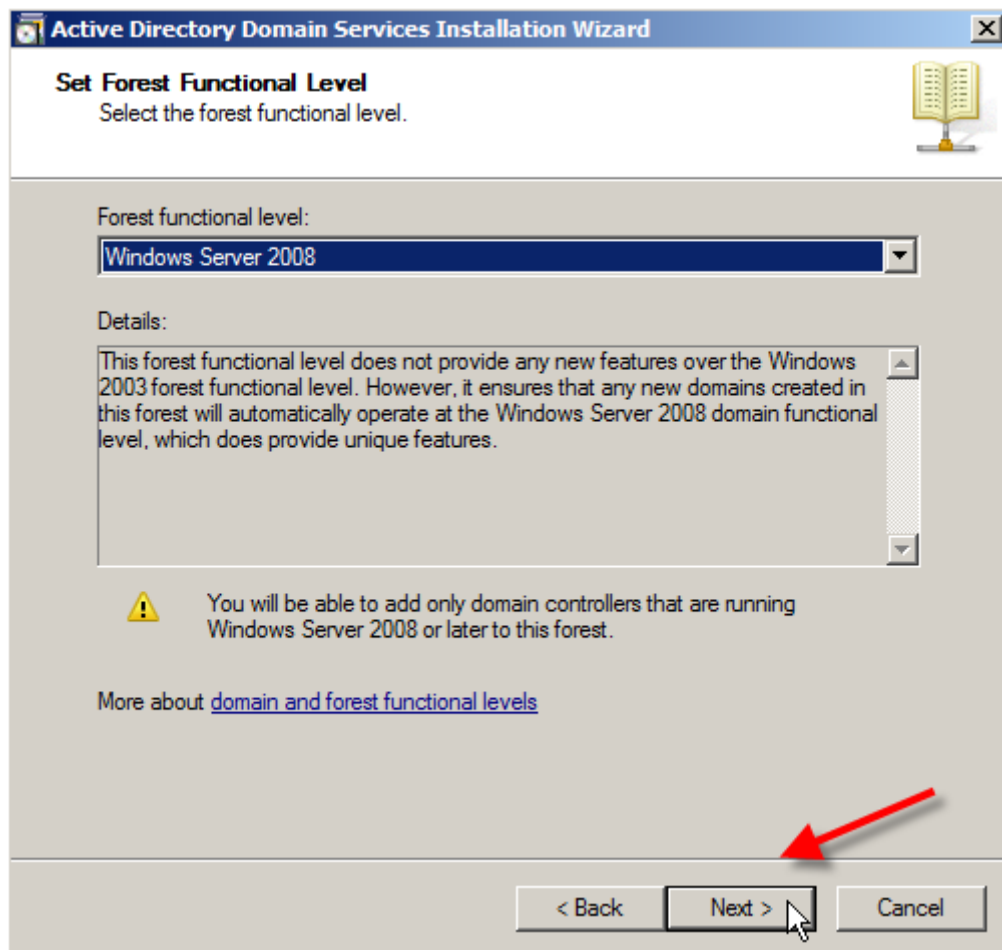 Active Directory Domain Services Installation Wizard
Set Forest Functional Level
Select the forest functional level.
Forest functional level:
Windows Server 2008
Details:
This forest functional level does not provide any new features over the Windows
2003 forest functional level. However, it ensures that any new domains created in
this forest will automatically operate at the Windows Server 2008 domain functional
level, which does provide unique features.
You will be able to add only domain controllers that are running
Windows Server 2008 or later to this forest.
More about domain and forest functional levels
< Back Next > Cancel